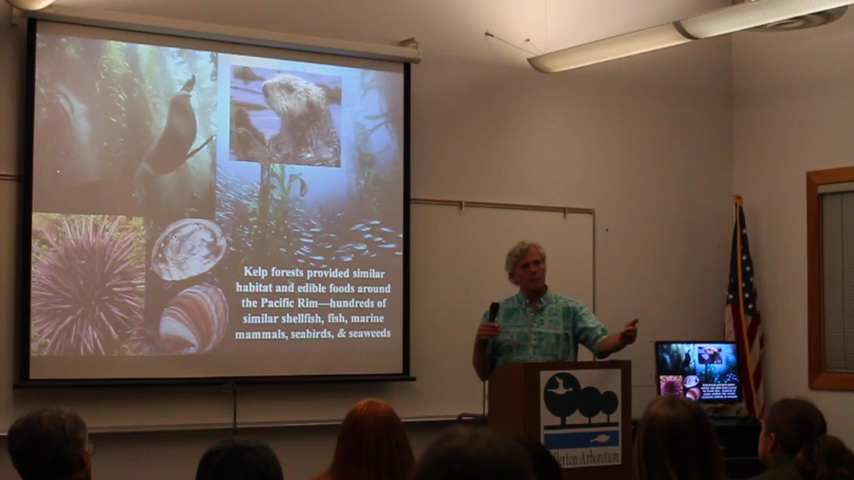 Kelp forests provided similar
habitat and edible foods around
the Pacific Rim—hundreds of
similar shellfish, fish, marine
mammals, seabirds, & seaweeds
Arboretum